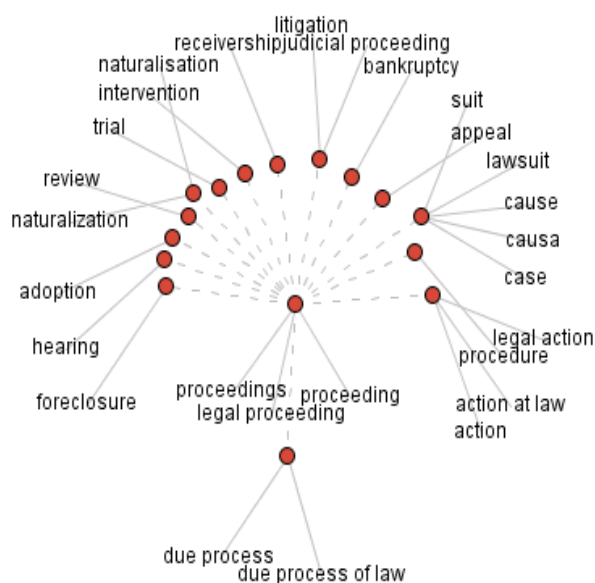 litigation
receivership
judicial proceeding
naturalisation
bankruptcy
intervention
suit
trial
appeal
lawsuit
review
cause
naturalization
causa
case
adoption
legal action
hearing
procedure
proceedings
proceeding
foreclosure
legal proceeding
action at law
action
due process
due process of law